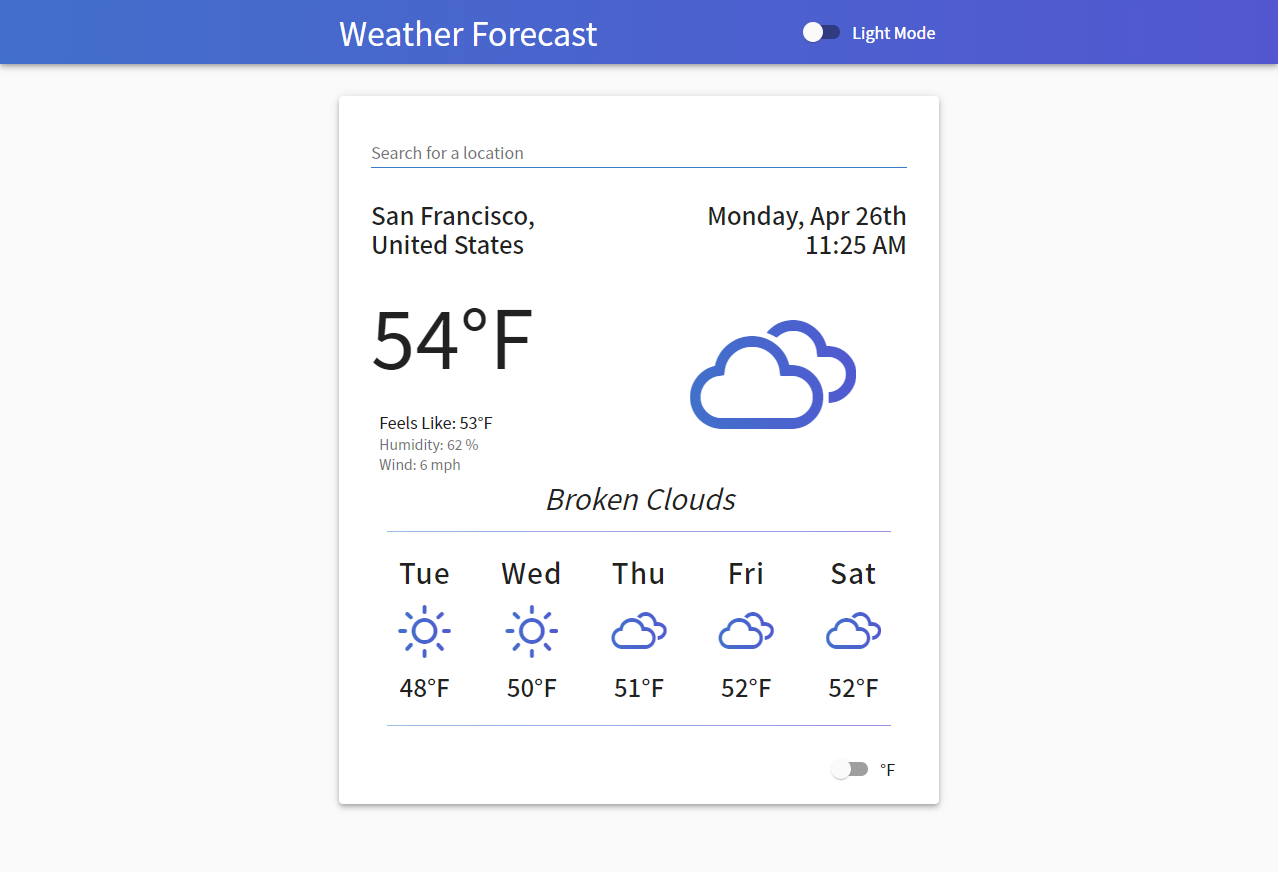 Weather Forecast
Light Mode
Search for a location
San Francisco,
United States
Monday, Apr 26th
11:25 AM
54°F
Feels Like: 53°F
Humidity: 62 %
Wind: 6 mph
Broken Clouds
Tue Wed Thu Fri Sat
48°F 50°F 51°F 52°F 52°F
°F